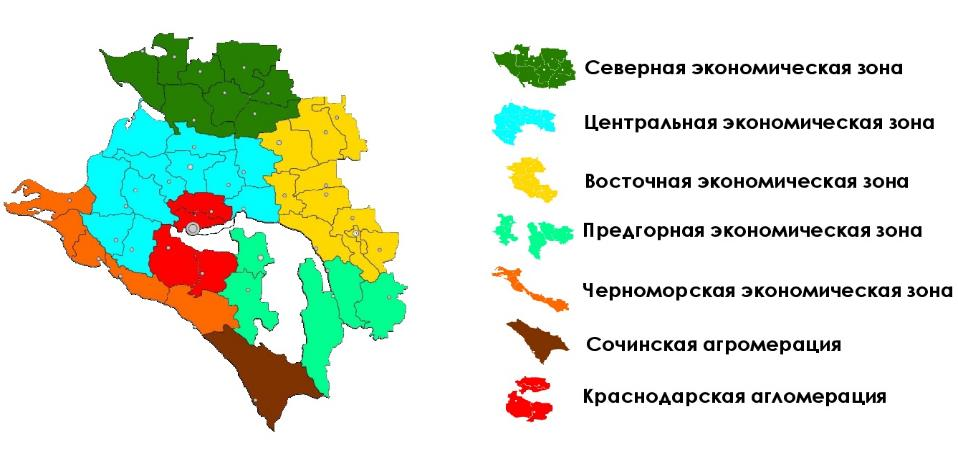 Северная экономическая зона
Центральная экономическая зона
Восточная экономическая зона
Предгорная экономическая зона
Черноморская экономическая зона
Сочинская агромерация
Краснодарская агломерация